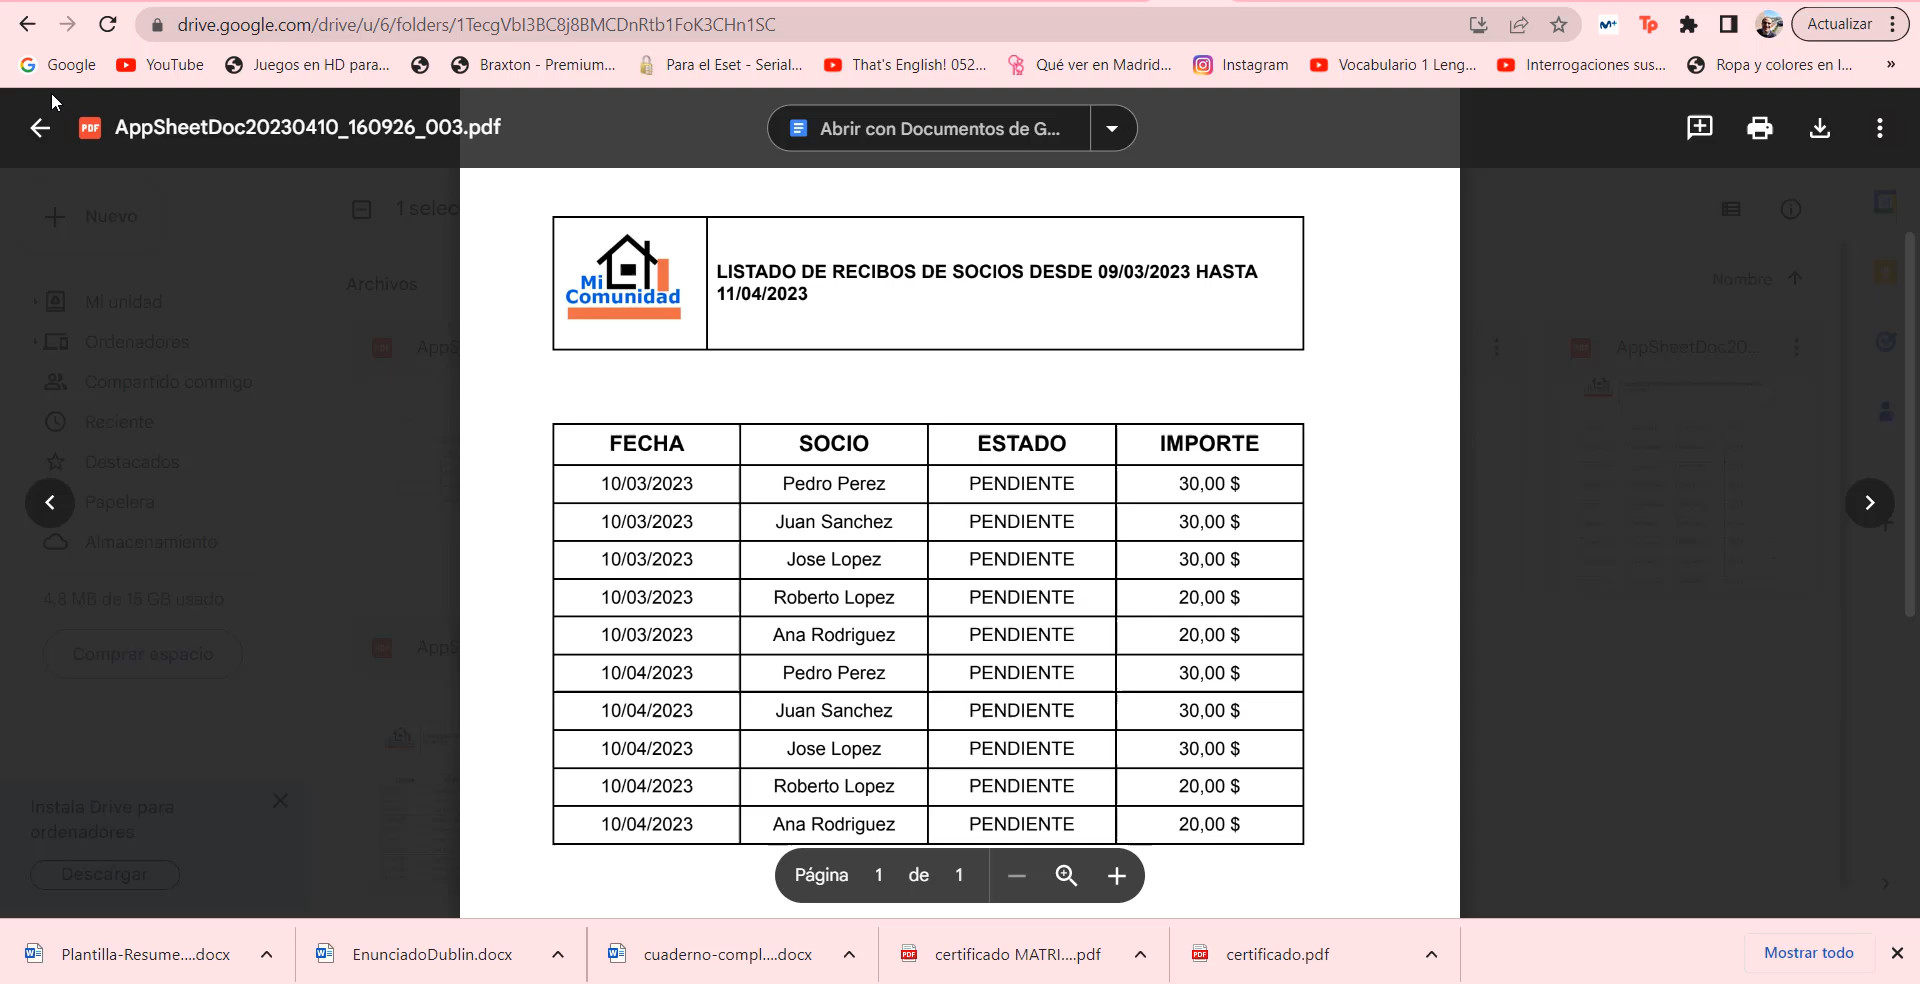 drive.google.com/drive/u/6/folders/1TecgVbI3BC8j8BMCDnRtb1FoK3CHn1SC
Actualizar
Google
YouTube
Juegos en HD para...
Braxton - Premium...
Para el Eset - Serial...
That's English! 052...
Qué ver en Madrid...
Instagram
Vocabulario 1 Leng...
Interrogaciones sus...
Ropa y colores en I...
»
PDF AppSheetDoc20230410_160926_003.pdf
Abrir con Documentos de G...
Nuevo
1 selec
Mi unidad
Archivos
Nombre
Ordenadores
AppS
AppSheetDoc20...
Compartido conmigo
Reciente
Destacados
Papelera
Almacenamiento
4,8 MB de 15 GB usado
Comprar espacio
AppS
Instala Drive para
ordenadores
Descargar
Mi
Comunidad
LISTADO DE RECIBOS DE SOCIOS DESDE 09/03/2023 HASTA
11/04/2023
FECHA SOCIO ESTADO IMPORTE
10/03/2023 Pedro Perez PENDIENTE 30,00 $
10/03/2023 Juan Sanchez PENDIENTE 30,00 $
10/03/2023 Jose Lopez PENDIENTE 30,00 $
10/03/2023 Roberto Lopez PENDIENTE 20,00 $
10/03/2023 Ana Rodriguez PENDIENTE 20,00 $
10/04/2023 Pedro Perez PENDIENTE 30,00 $
10/04/2023 Juan Sanchez PENDIENTE 30,00 $
10/04/2023 Jose Lopez PENDIENTE 30,00 $
10/04/2023 Roberto Lopez PENDIENTE 20,00 $
10/04/2023 Ana Rodriguez PENDIENTE 20,00 $
Página 1 de 1
Plantilla-Resume....docx
EnunciadoDublin.docx
cuaderno-compl....docx
certificado MATRI....pdf
certificado.pdf
Mostrar todo